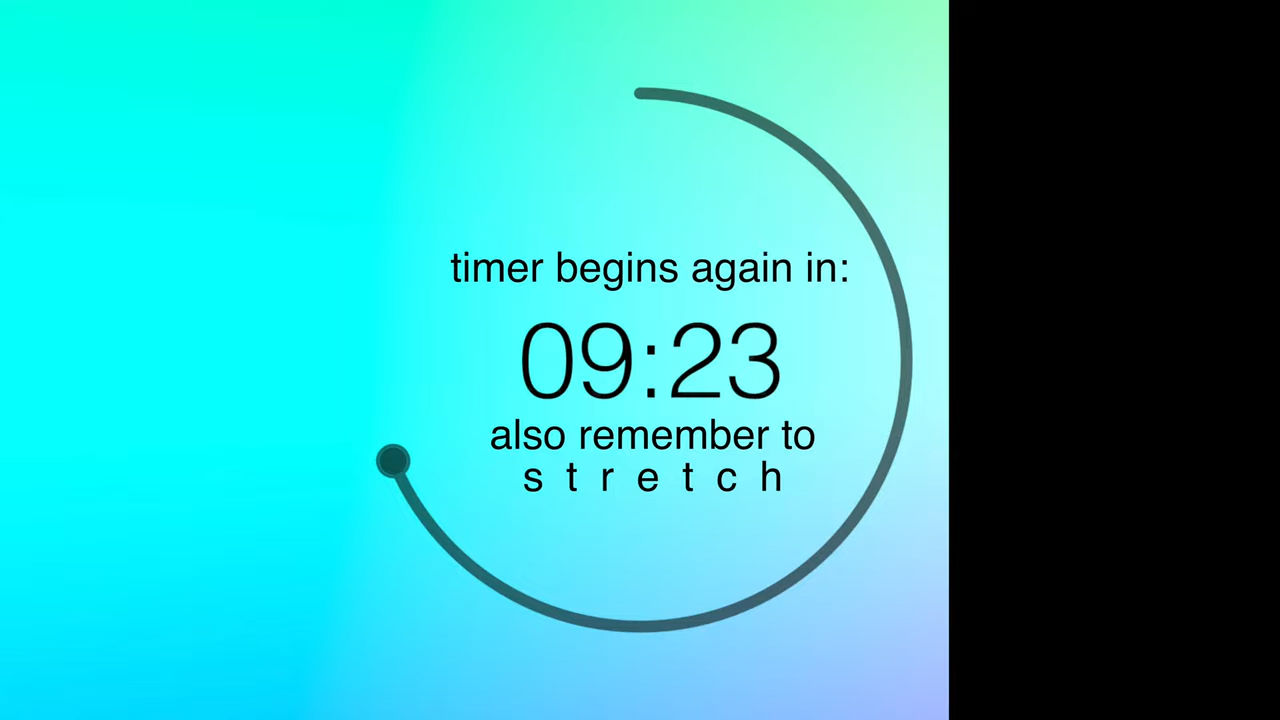 timer begins again in:
09:23
also remember to
s t r e t c h